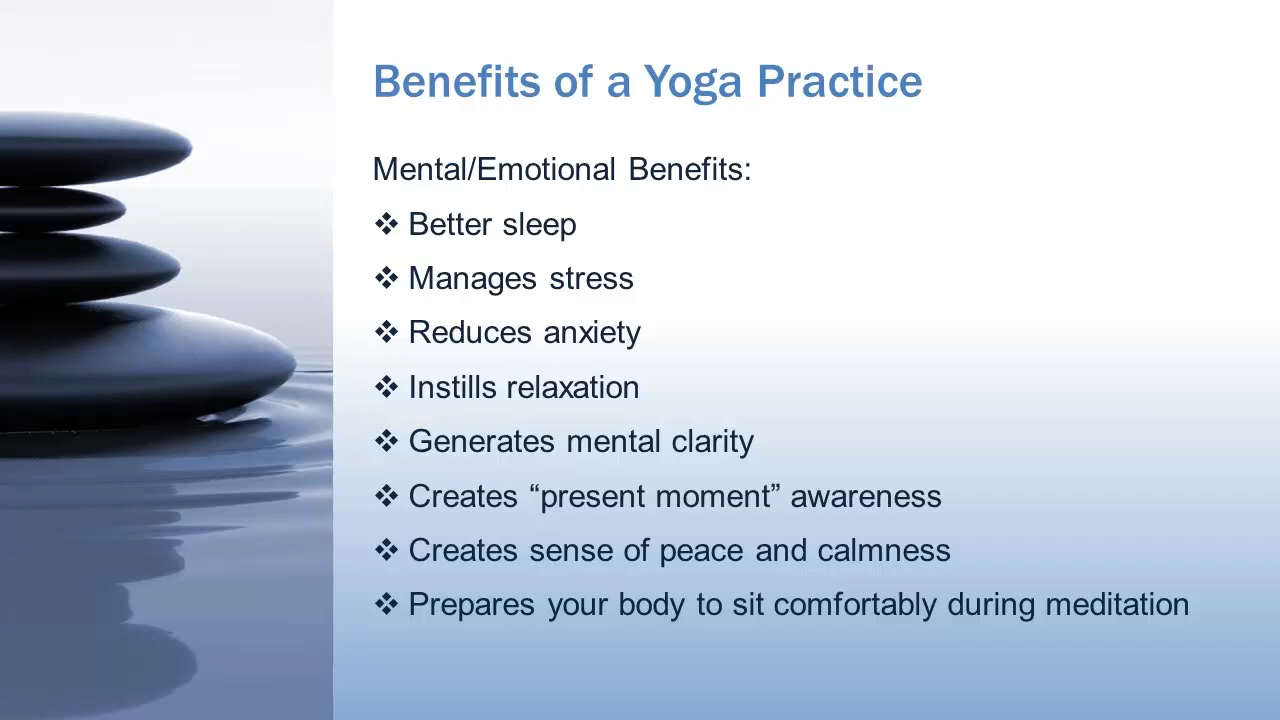 Benefits of a Yoga Practice
Mental/Emotional Benefits:
❖ Better sleep
❖ Manages stress
❖ Reduces anxiety
❖ Instills relaxation
❖ Generates mental clarity
❖ Creates “present moment” awareness
❖ Creates sense of peace and calmness
❖ Prepares your body to sit comfortably during meditation